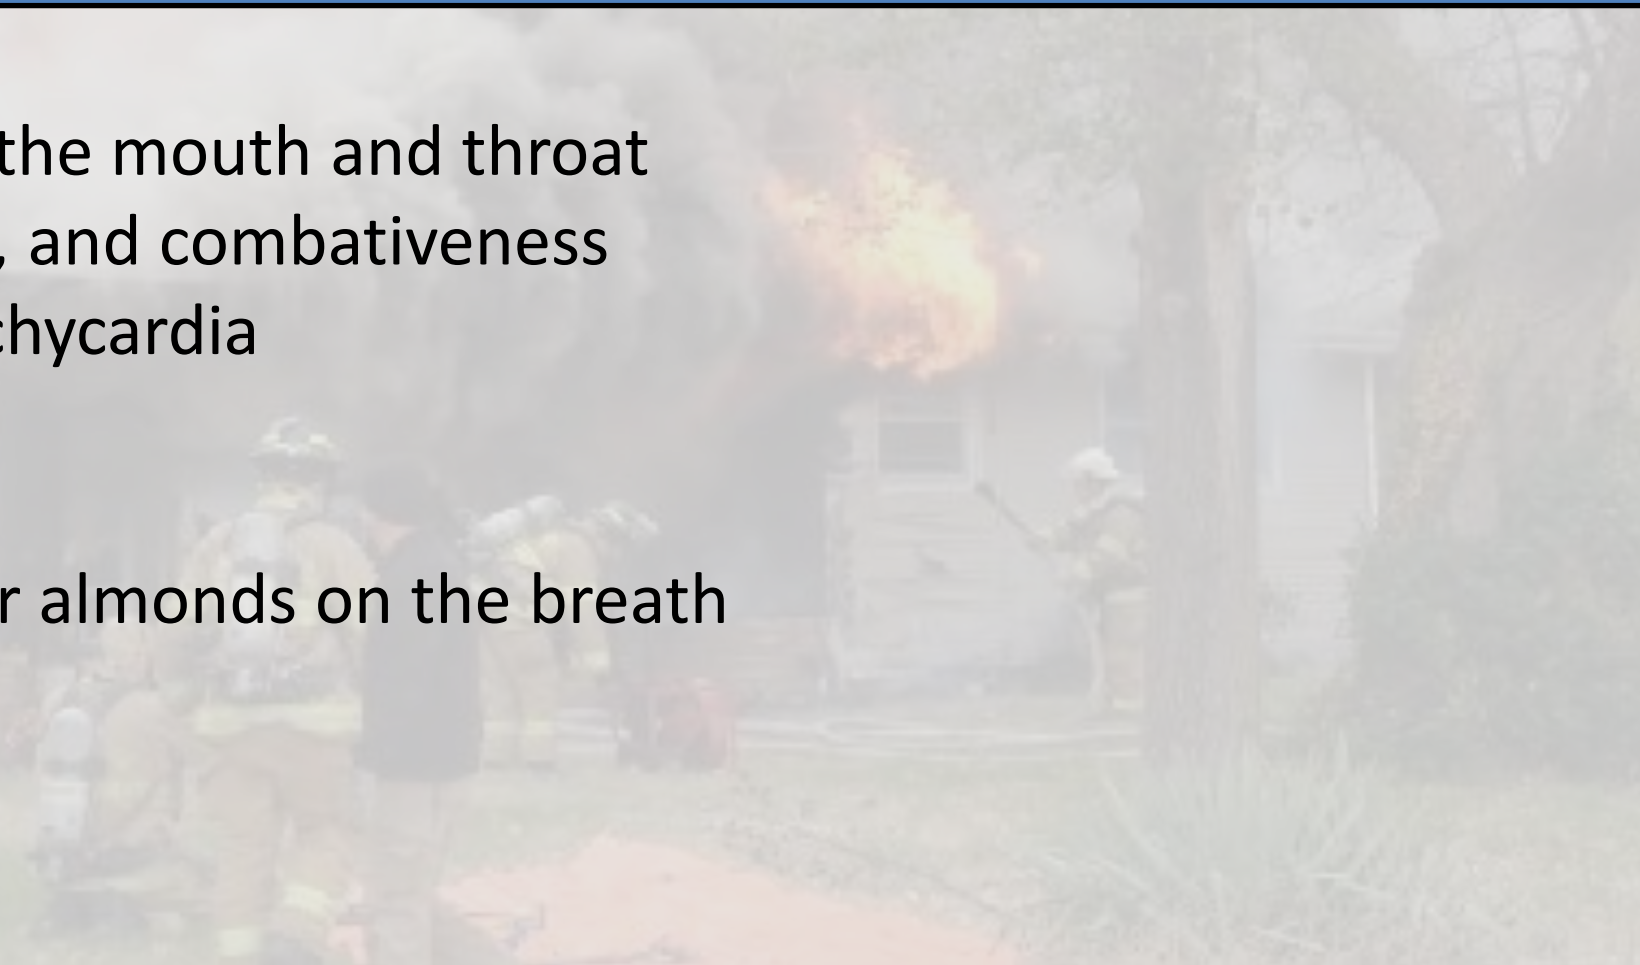 the mouth and throat
, and combativeness
chycardia
r almonds on the breath